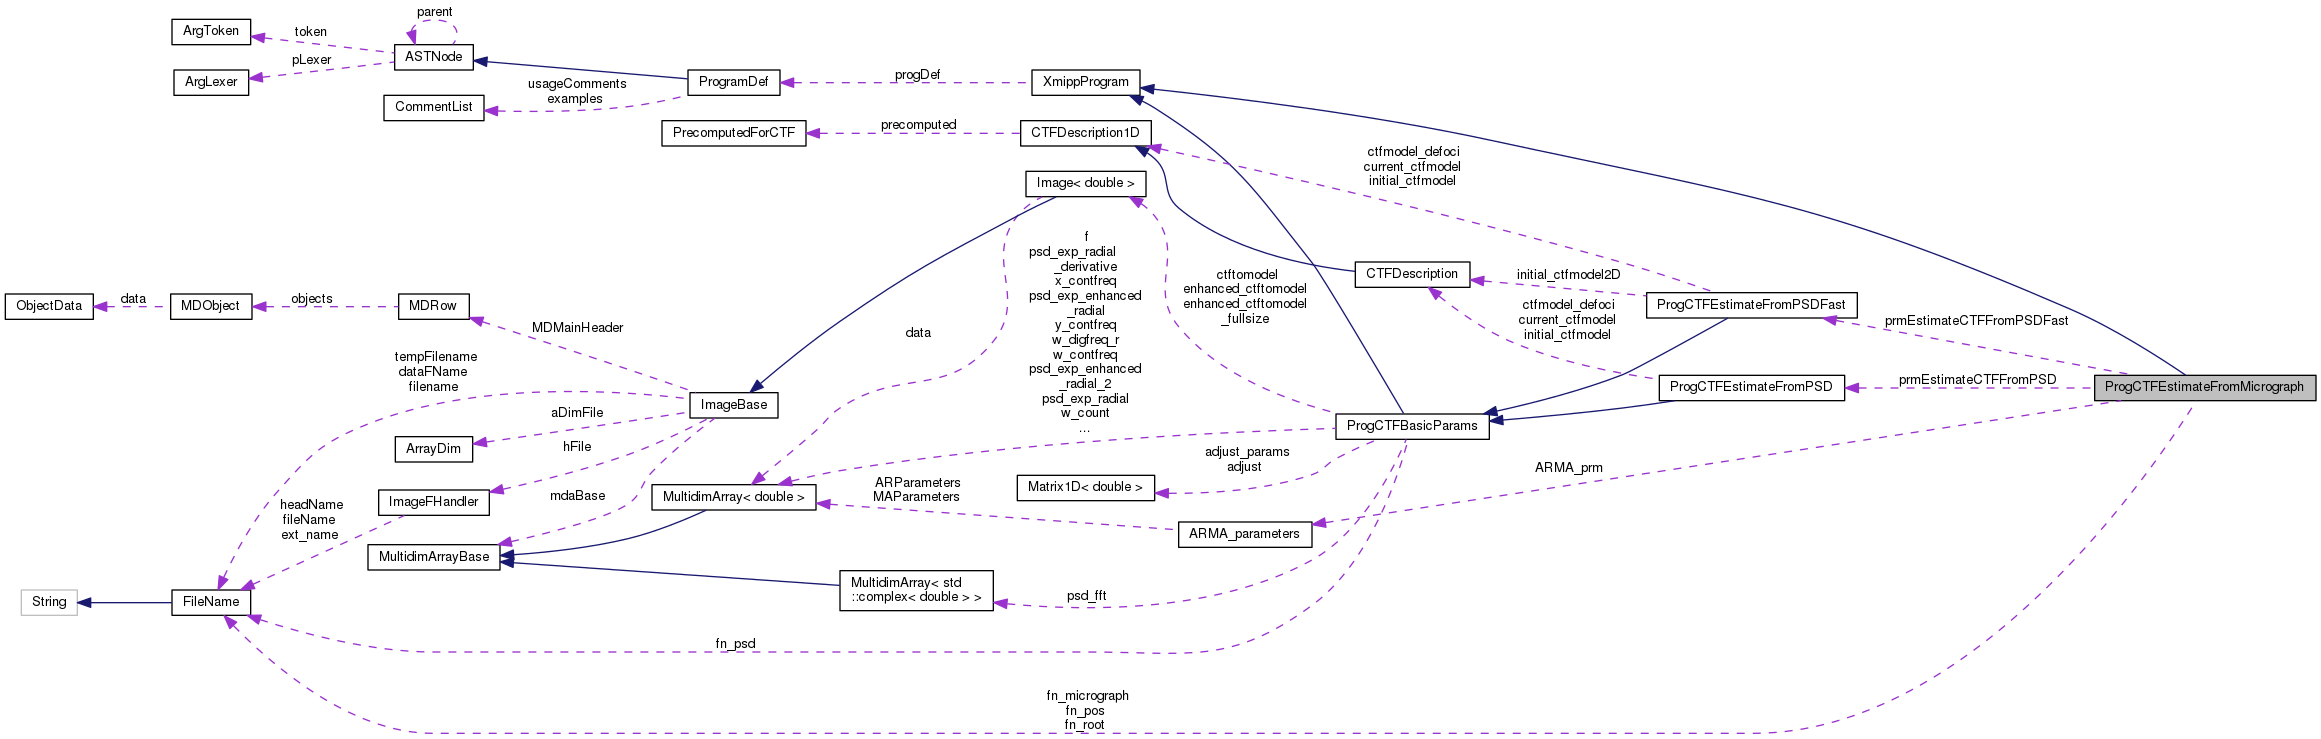 parent
ArgToken
token
ASTNode
pLexer
ArgLexer
ProgramDef
progDef
XmippProgram
usageComments
examples
CommentList
PrecomputedForCTF
precomputed
CTFDescription1D
ctfmodel_defoci
current_ctfmodel
initial_ctfmodel
Image< double >
f
psd_exp_radial
_derivative
x_contfreq
psd_exp_enhanced
_radial
y_contfreq
w_digfreq_r
w_contfreq
psd_exp_enhanced
_radial_2
psd_exp_radial
w_count
...
ctftomodel
enhanced_ctftomodel
enhanced_ctftomodel
_fullsize
CTFDescription
initial_ctfmodel2D
ProgCTFEstimateFromPSDFast
ctfmodel_defoci
current_ctfmodel
initial_ctfmodel
prmEstimateCTFFromPSDFast
ObjectData
data
MDObject
objects
MDRow
MDMainHeader
data
tempFilename
dataFName
filename
ImageBase
ProgCTFEstimateFromPSD
prmEstimateCTFFromPSD
ProgCTFEstimateFromMicrograph
aDimFile
ArrayDim
hFile
ProgCTFBasicParams
adjust_params
adjust
Matrix1D< double >
ARMA_prm
ImageFHandler
mdaBase
MultidimArray< double >
ARParameters
MAParameters
ARMA_parameters
headName
fileName
ext_name
MultidimArrayBase
MultidimArray< std
::complex< double > >
psd_fft
String
FileName
fn_psd
fn_micrograph
fn_pos
fn_root